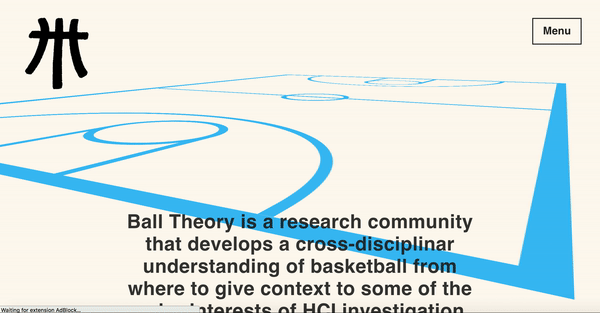 Menu
Ball Theory is a research community
that develops a cross-disciplinar
understanding of basketball from
where to give context to some of the
interests of HCI investigation
Waiting for extension AdBlock...